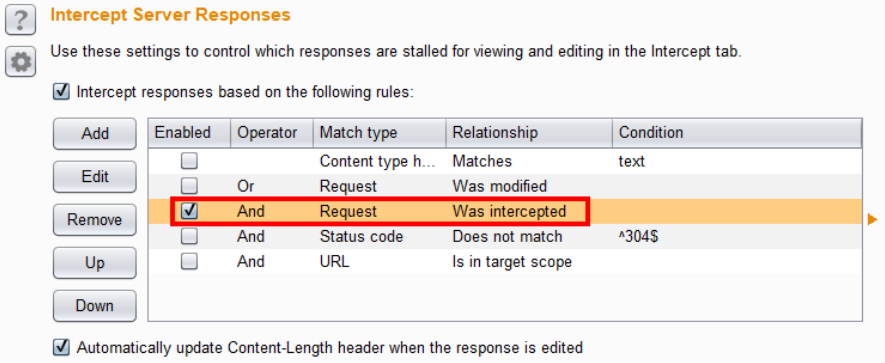 ? Intercept Server Responses
Use these settings to control which responses are stalled for viewing and editing in the Intercept tab.
Intercept responses based on the following rules:
Add
Edit
Remove
Up
Down
Enabled Operator Match type Relationship Condition
Content type h... Matches text
Or Request Was modified
And Request Was intercepted
And Status code Does not match ^304$
And URL Is in target scope
Automatically update Content-Length header when the response is edited